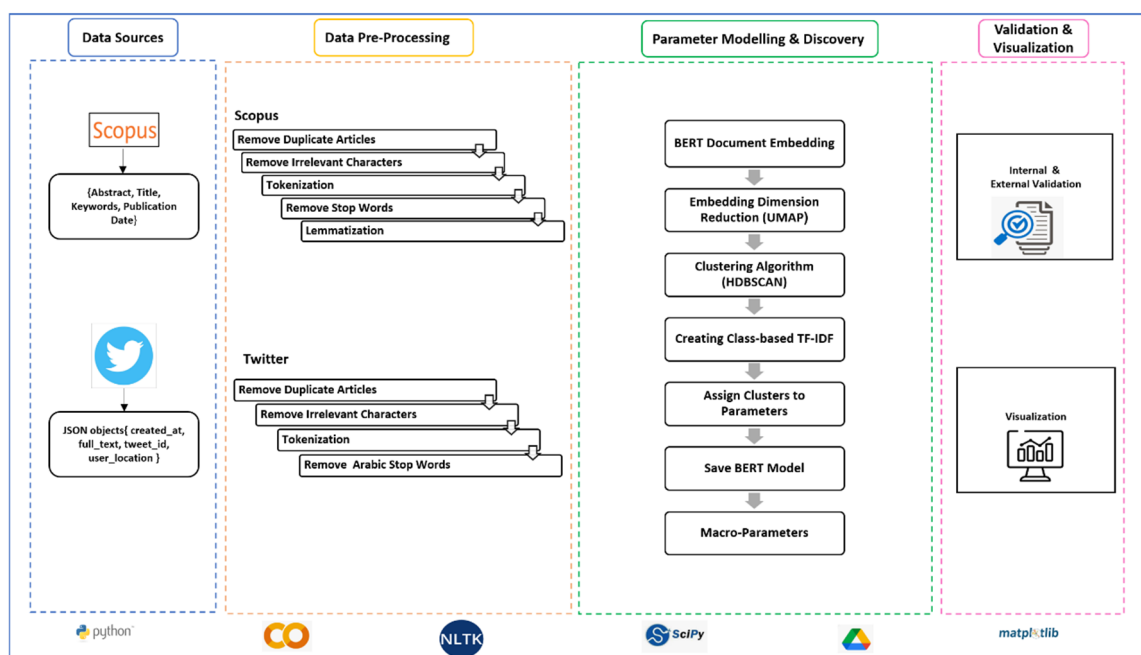 Data Sources
Data Pre-Processing
Parameter Modelling & Discovery
Validation &
Visualization
Scopus
{Abstract, Title,
Keywords, Publication
Date}
JSON objects{ created_at,
full_text, tweet_id,
user_location }
Scopus
Remove Duplicate Articles
Remove Irrelevant Characters
Tokenization
Remove Stop Words
Lemmatization
Twitter
Remove Duplicate Articles
Remove Irrelevant Characters
Tokenization
Remove Arabic Stop Words
BERT Document Embedding
Embedding Dimension
Reduction (UMAP)
Clustering Algorithm
(HDBSCAN)
Creating Class-based TF-IDF
Assign Clusters to
Parameters
Save BERT Model
Macro-Parameters
Internal &
External Validation
Visualization
python
CO
NLTK
SciPy
matplotlib